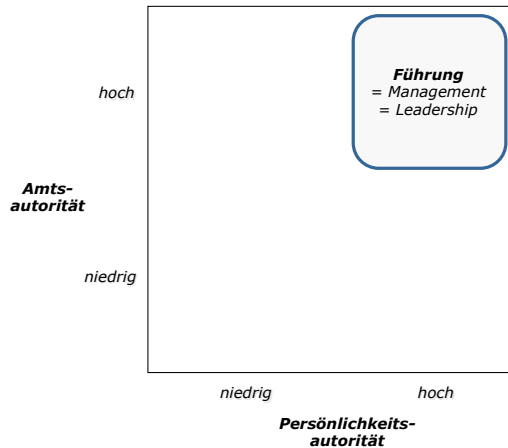 Führung
= Management
= Leadership
hoch
Amts-
autorität
niedrig
niedrig
hoch
Persönlichkeits-
autorität